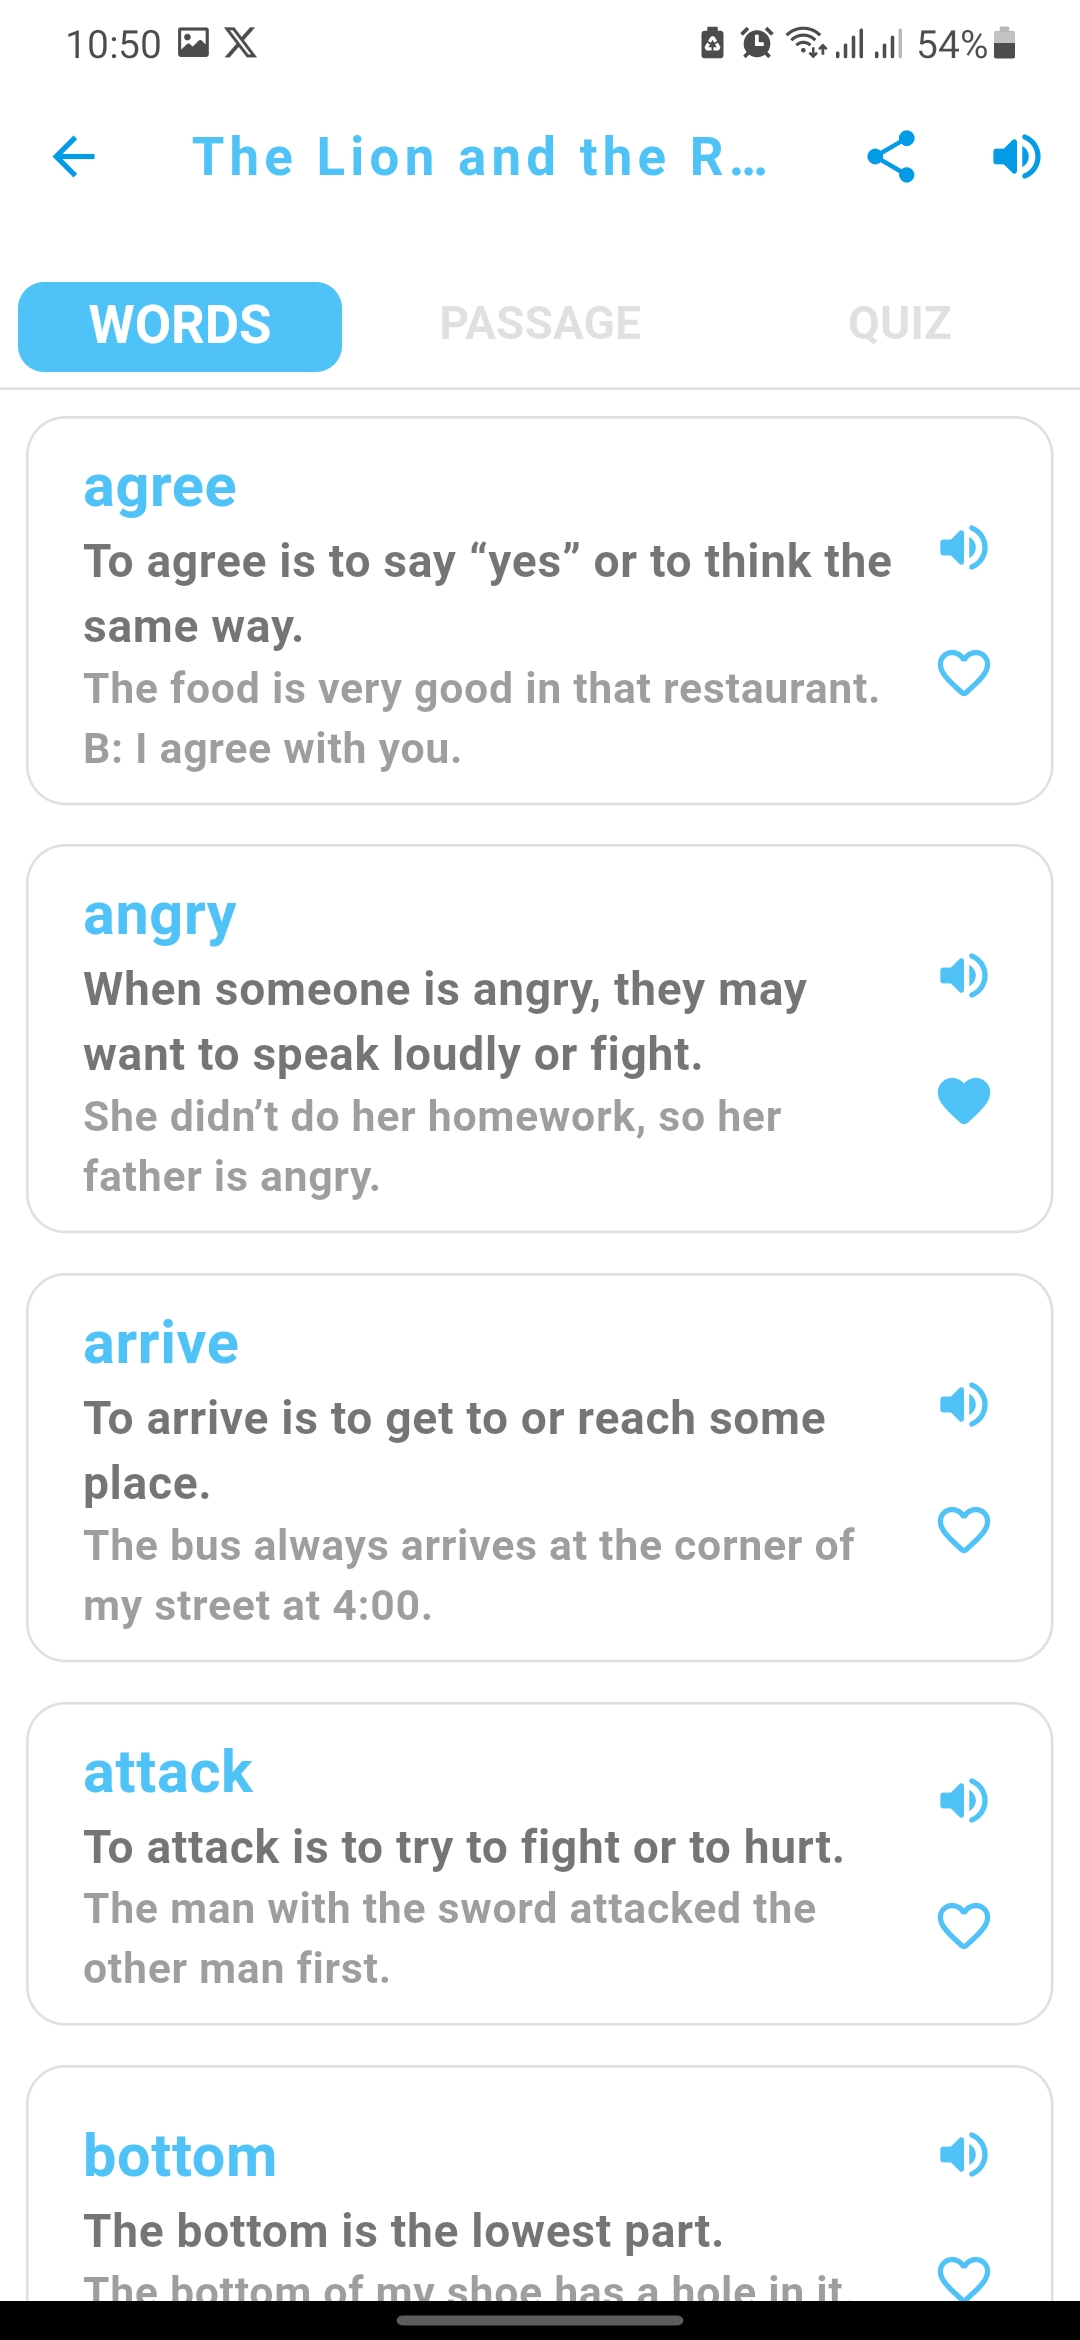 10:50 54%
The Lion and the R...
WORDS PASSAGE QUIZ
agree
To agree is to say “yes” or to think the
same way.
The food is very good in that restaurant.
B: I agree with you.
angry
When someone is angry, they may
want to speak loudly or fight.
She didn’t do her homework, so her
father is angry.
arrive
To arrive is to get to or reach some
place.
The bus always arrives at the corner of
my street at 4:00.
attack
To attack is to try to fight or to hurt.
The man with the sword attacked the
other man first.
bottom
The bottom is the lowest part.
The bottom of my shoe has a hole in it.